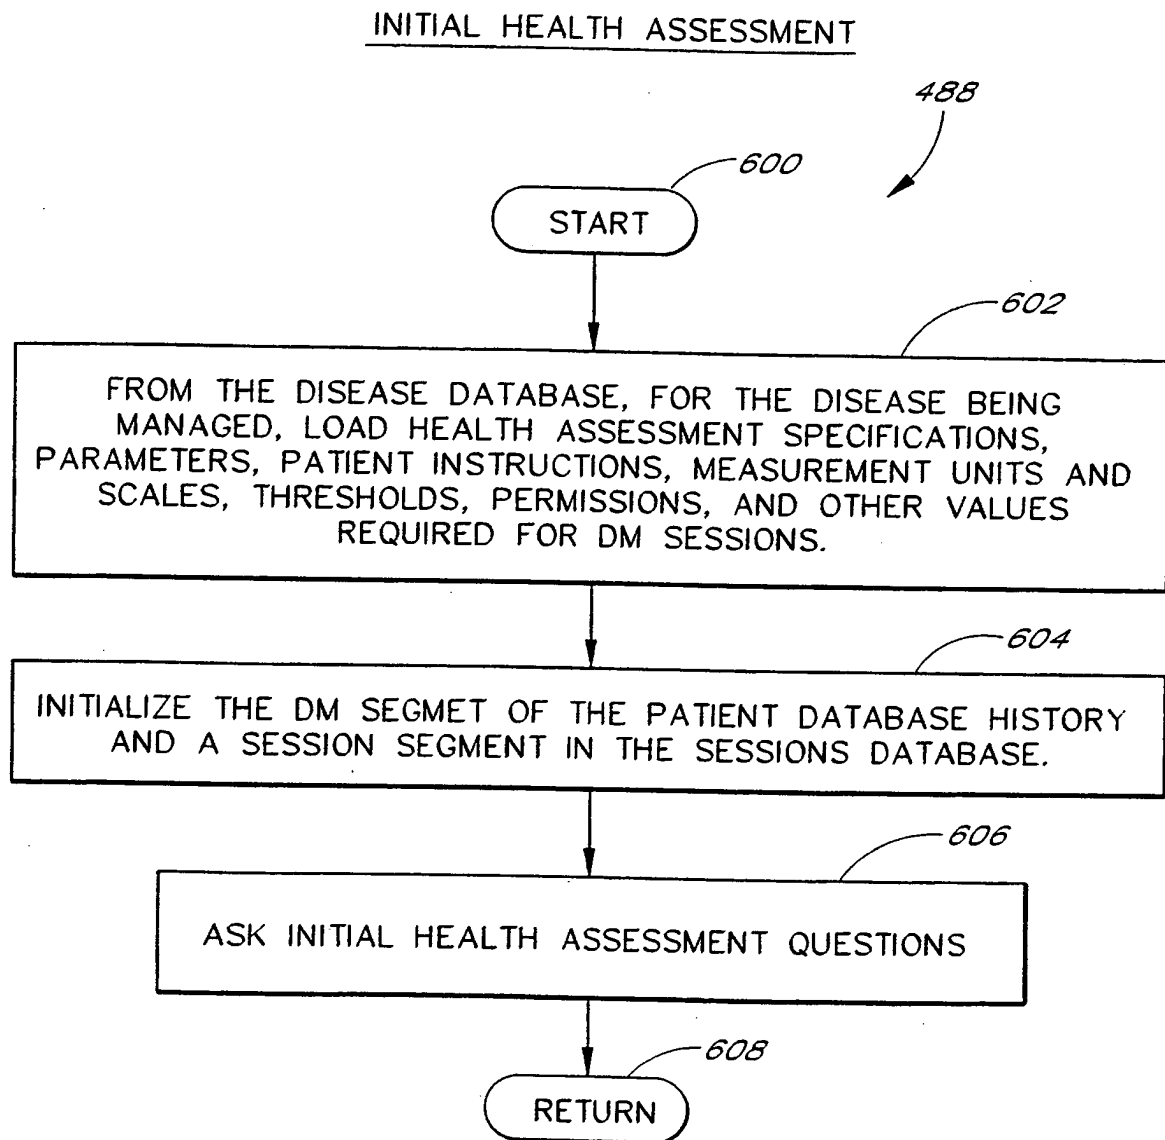 INITIAL HEALTH ASSESSMENT
488
600
START
602
FROM THE DISEASE DATABASE, FOR THE DISEASE BEING
MANAGED, LOAD HEALTH ASSESSMENT SPECIFICATIONS,
PARAMETERS, PATIENT INSTRUCTIONS, MEASUREMENT UNITS AND
SCALES, THRESHOLDS, PERMISSIONS, AND OTHER VALUES
REQUIRED FOR DM SESSIONS.
604
INITIALIZE THE DM SEGMET OF THE PATIENT DATABASE HISTORY
AND A SESSION SEGMENT IN THE SESSIONS DATABASE.
606
ASK INITIAL HEALTH ASSESSMENT QUESTIONS
608
RETURN